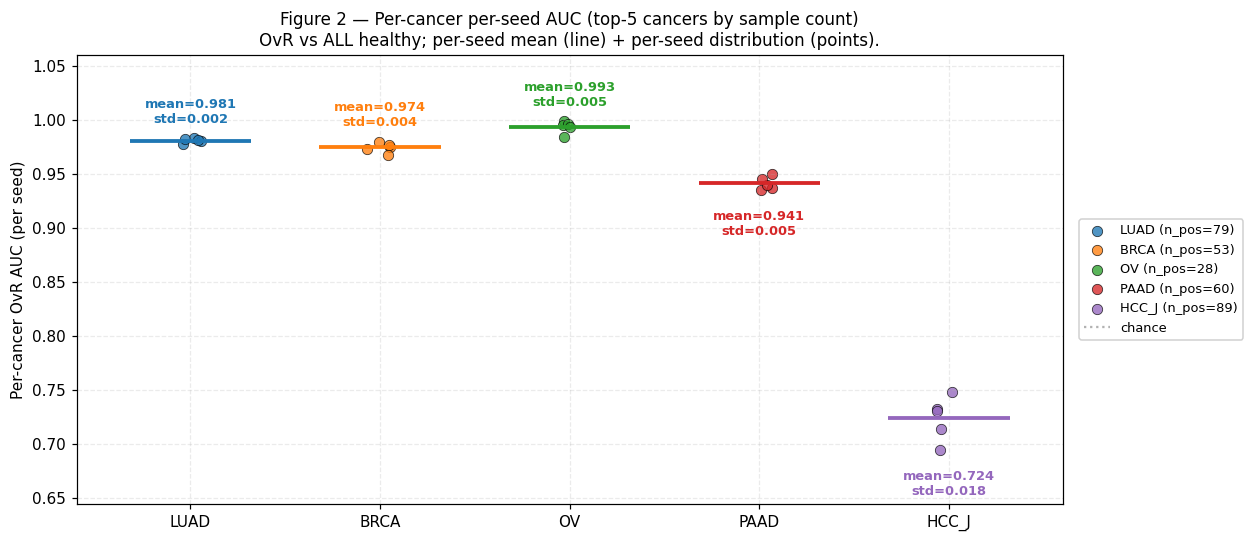 Figure 2 — Per-cancer per-seed AUC (top-5 cancers by sample count)
OvR vs ALL healthy; per-seed mean (line) + per-seed distribution (points).
Per-cancer OvR AUC (per seed)
1.05
1.00
0.95
0.90
0.85
0.80
0.75
0.70
0.65
mean=0.981
std=0.002
mean=0.974
std=0.004
mean=0.993
std=0.005
mean=0.941
std=0.005
mean=0.724
std=0.018
LUAD
BRCA
OV
PAAD
HCC_J
LUAD (n_pos=79)
BRCA (n_pos=53)
OV (n_pos=28)
PAAD (n_pos=60)
HCC_J (n_pos=89)
chance